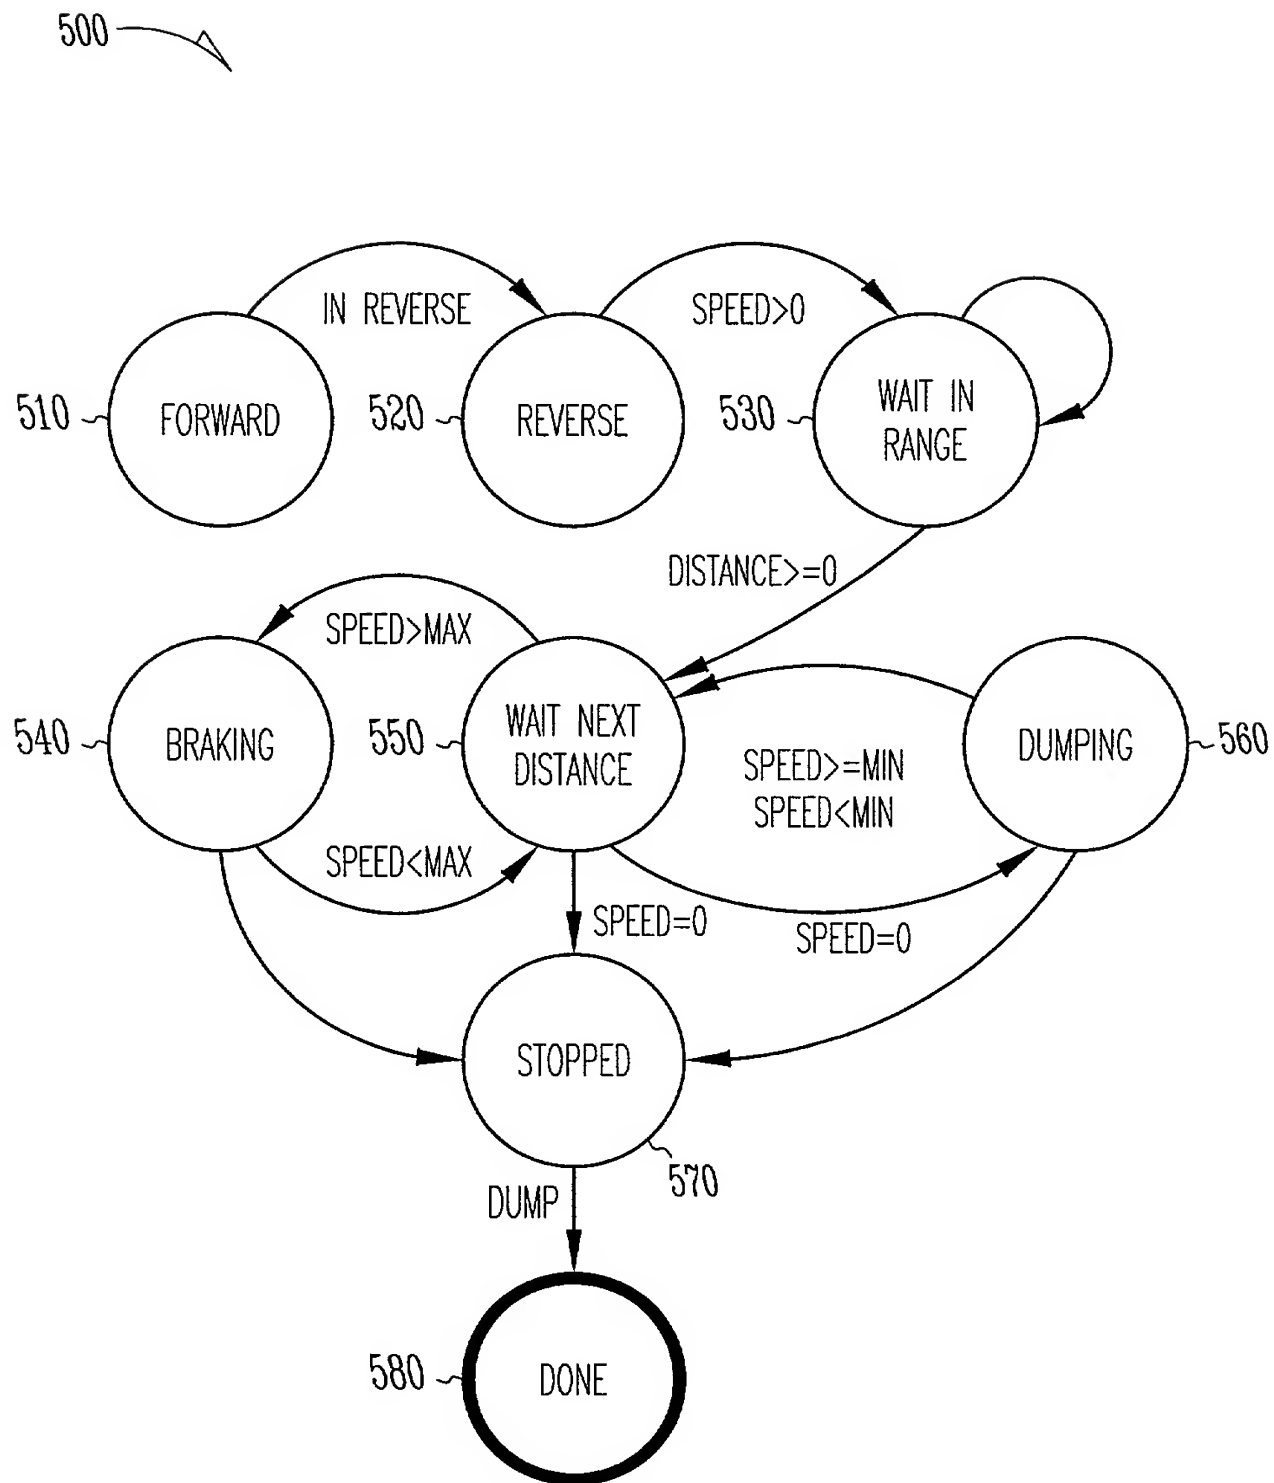 500
IN REVERSE
SPEED>0
510
FORWARD
520
REVERSE
530
WAIT IN
RANGE
DISTANCE>=0
SPEED>MAX
540
BRAKING
550
WAIT NEXT
DISTANCE
SPEED>=MIN
SPEED<MIN
DUMPING
560
SPEED<MAX
SPEED=0
SPEED=0
STOPPED
570
DUMP
580
DONE